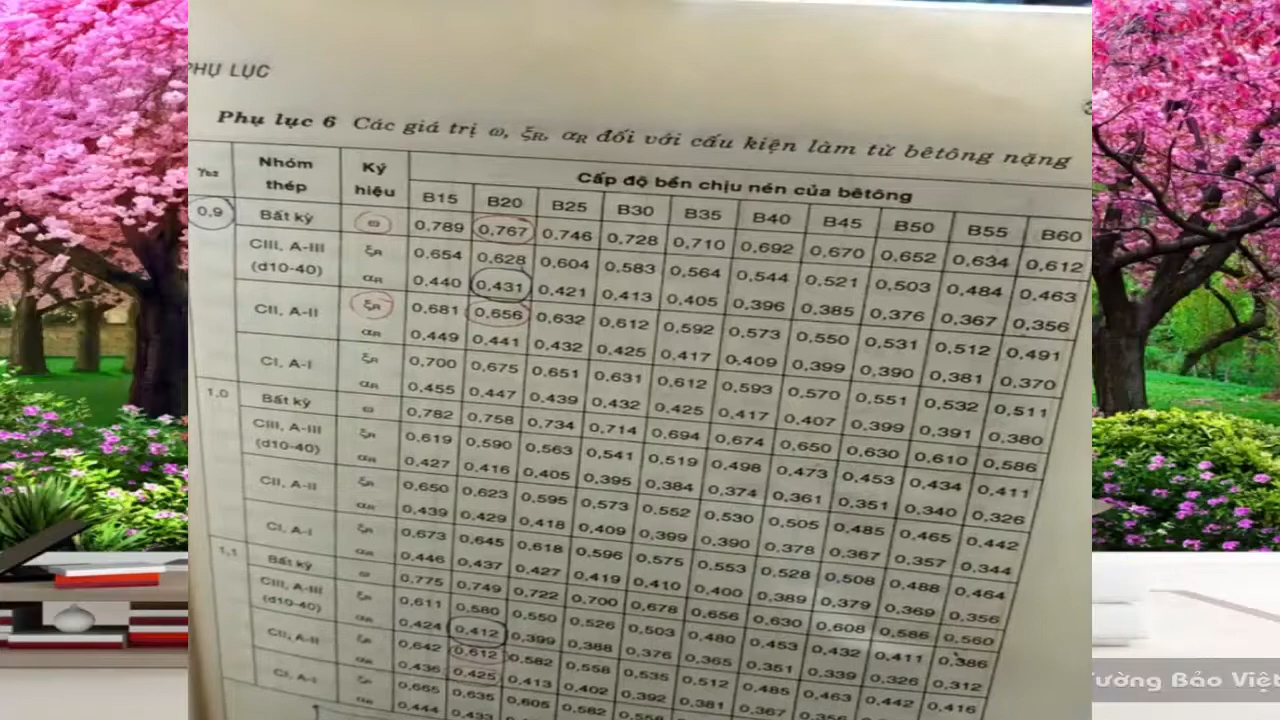 PHỤ LỤC
Phụ lục 6 Các giá trị ω, ξR, αR đối với cấu kiện làm từ bêtông nặng
γb2 Nhóm thép Ký hiệu Cấp độ bền chịu nén của bêtông
B15 B20 B25 B30 B35 B40 B45 B50 B55 B60
0,9 Bất kỳ ω 0,789 0,767 0,746 0,728 0,710 0,692 0,670 0,652 0,634 0,612
CIII, A-III (d10-40) ξR 0,654 0,628 0,604 0,583 0,564 0,544 0,521 0,503 0,484 0,463
αR 0,440 0,431 0,421 0,413 0,405 0,396 0,385 0,376 0,367 0,356
CII, A-II ξR 0,681 0,656 0,632 0,612 0,592 0,573 0,550 0,531 0,512 0,491
αR 0,449 0,441 0,432 0,425 0,417 0,409 0,399 0,390 0,381 0,370
CI, A-I ξR 0,700 0,675 0,651 0,631 0,612 0,593 0,570 0,551 0,532 0,511
αR 0,455 0,447 0,439 0,432 0,425 0,417 0,407 0,399 0,391 0,380
1,0 Bất kỳ ω 0,782 0,758 0,734 0,714 0,694 0,674 0,650 0,630 0,610 0,586
CIII, A-III (d10-40) ξR 0,619 0,590 0,563 0,541 0,519 0,498 0,473 0,453 0,434 0,411
αR 0,427 0,416 0,405 0,395 0,384 0,374 0,361 0,351 0,340 0,326
CII, A-II ξR 0,650 0,623 0,595 0,573 0,552 0,530 0,505 0,485 0,465 0,442
αR 0,439 0,429 0,418 0,409 0,399 0,390 0,378 0,367 0,357 0,344
CI, A-I ξR 0,673 0,645 0,618 0,596 0,575 0,553 0,528 0,508 0,488 0,464
αR 0,446 0,437 0,427 0,419 0,410 0,400 0,389 0,379 0,369 0,356
1,1 Bất kỳ ω 0,775 0,749 0,722 0,700 0,678 0,656 0,630 0,608 0,586 0,560
CIII, A-III (d10-40) ξR 0,611 0,580 0,550 0,526 0,503 0,480 0,453 0,432 0,411 0,386
αR 0,424 0,412 0,399 0,388 0,376 0,365 0,351 0,339 0,326 0,312
CII, A-II ξR 0,642 0,612 0,582 0,558 0,535 0,512 0,485 0,463 0,442 0,416
αR 0,436 0,425 0,413 0,402 0,392 0,381 0,367
CI, A-I ξR 0,665 0,635 0,605 0,582
αR 0,444 0,433
ường Bảo Việt